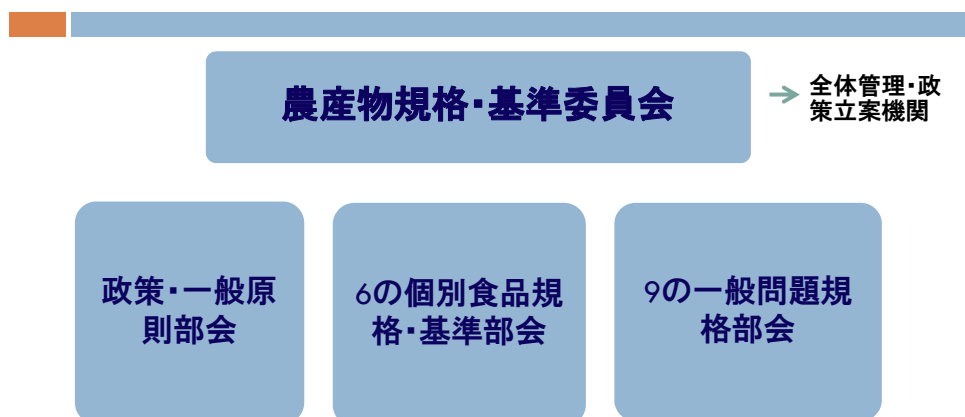 農産物規格・基準委員会
全体管理・政
策立案機関
政策・一般原
則部会
6の個別食品規
格・基準部会
9の一般問題規
格部会